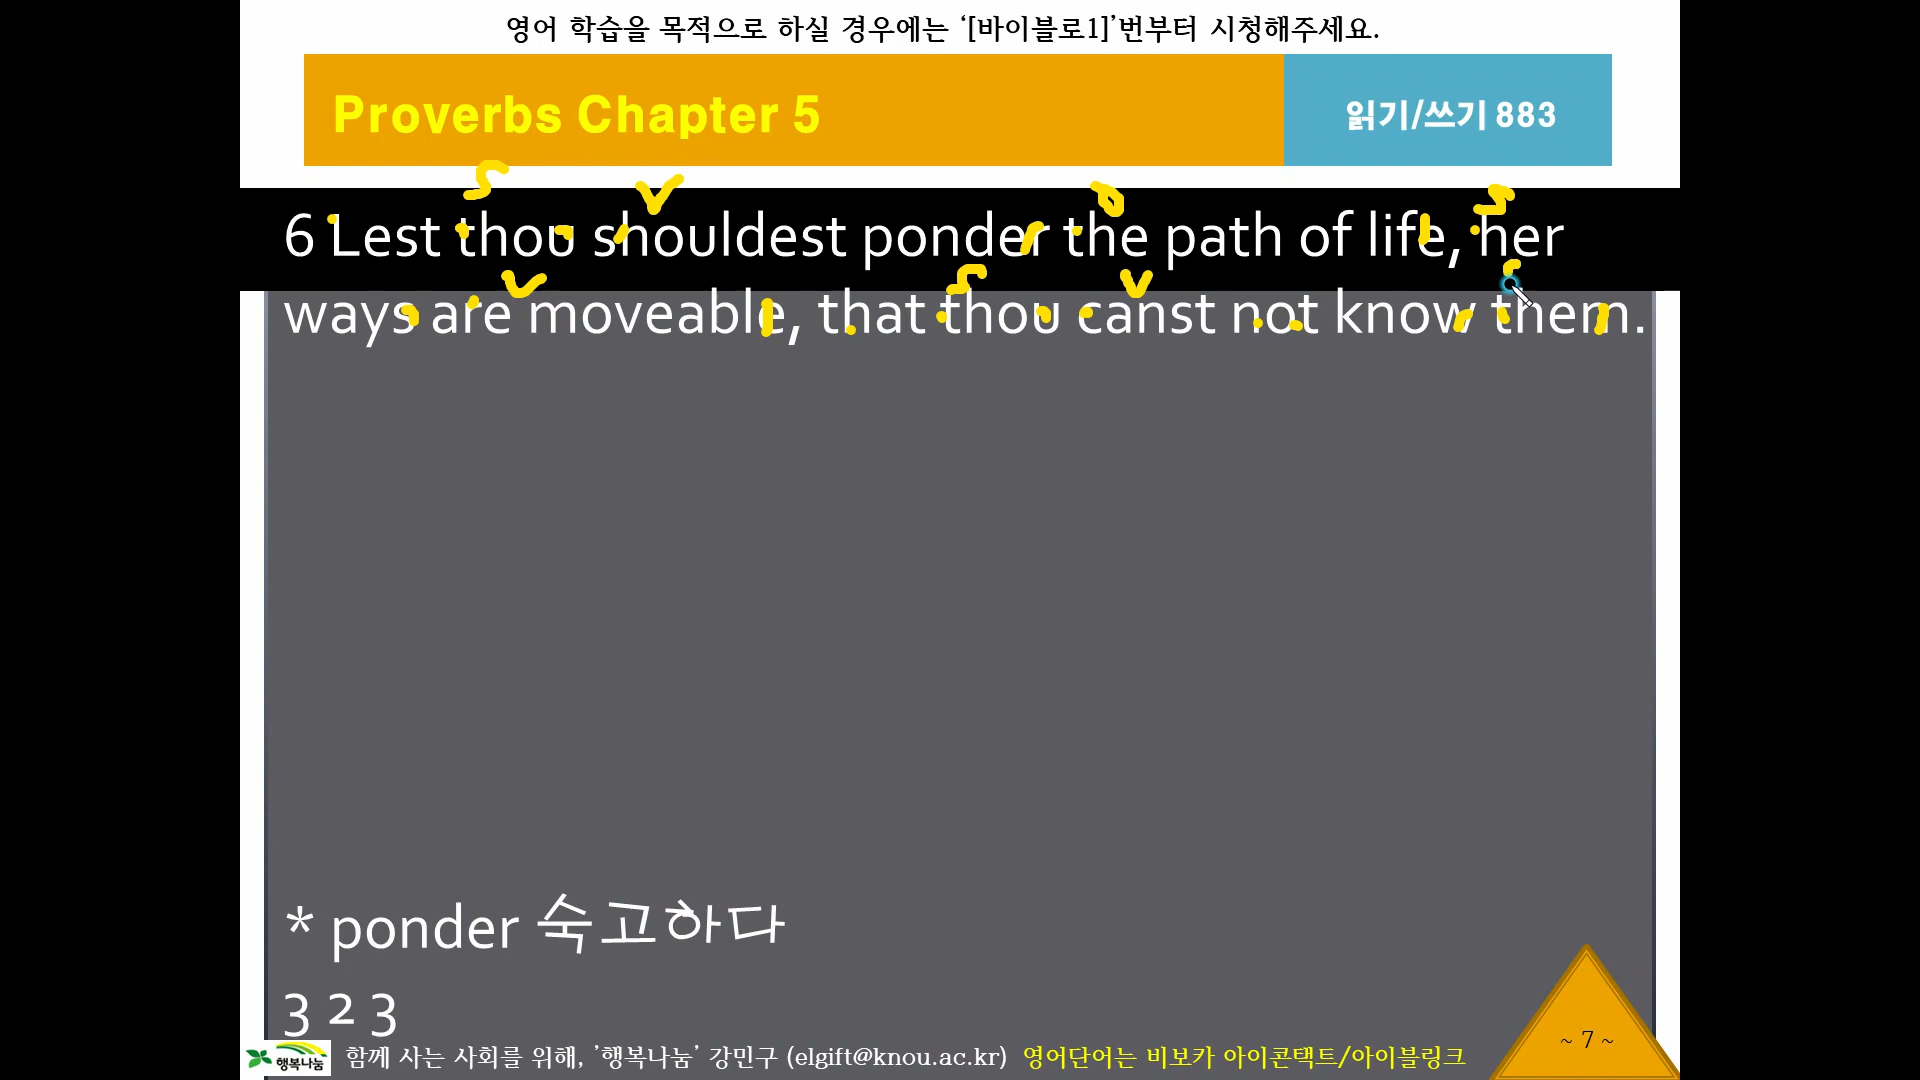 영어 학습을 목적으로 하실 경우에는 ‘[바이블로1]’번부터 시청해주세요.
Proverbs Chapter 5
읽기/쓰기 883
S V o S
6 Lest thou shouldest ponder the path of life, her
V S V
ways are moveable, that thou canst not know them.
* ponder 숙고하다
3 2 3
~ 7 ~
행복나눔 함께 사는 사회를 위해, ’행복나눔’ 강민구 (elgift@knou.ac.kr) 영어단어는 비보카 아이콘택트/아이블링크